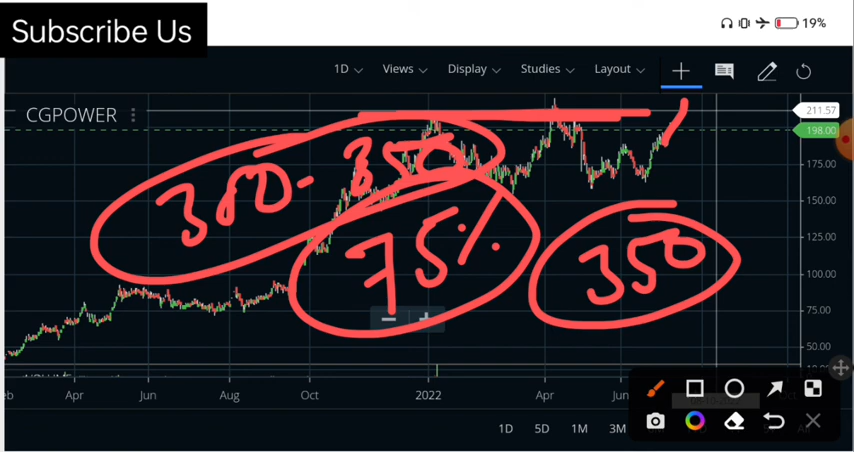 19%
Subscribe Us
1D Views Display Studies Layout
CGPOWER
211.57
198.00
175.00
150.00
125.00
100.00
75.00
50.00
350
75%
350
eb Apr Jun Aug Oct 2022 Apr Jun
1D 5D 1M 3M